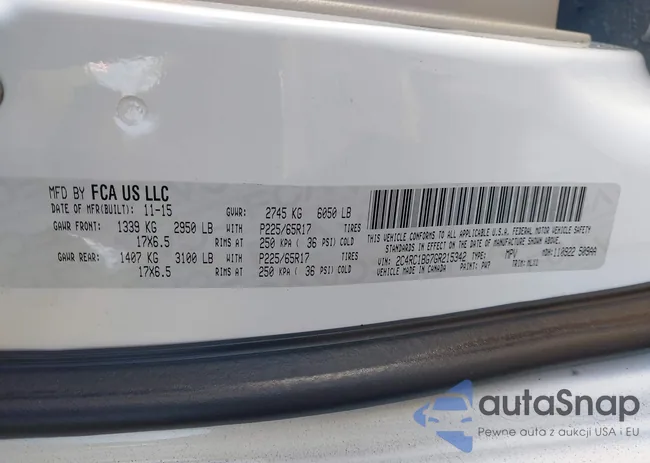 MFD BY FCA US LLC
DATE OF MFR(BUILT): 11-15 GVWR: 2745 KG 6050 LB
GAWR FRONT: 1339 KG 2950 LB WITH P225/65R17 TIRES
17X6.5 RIMS AT 250 KPA ( 36 PSI) COLD
GAWR REAR: 1407 KG 3100 LB WITH P225/65R17 TIRES
17X6.5 RIMS AT 250 KPA ( 36 PSI) COLD
THIS VEHICLE CONFORMS TO ALL APPLICABLE U.S.A. FEDERAL MOTOR VEHICLE SAFETY
STANDARDS IN EFFECT ON THE DATE OF MANUFACTURE SHOWN ABOVE
VIN: 2C4RC1BG7GR215342 TYPE: MPV MDH: 110922 509AA
VEHICLE MADE IN CANADA PAINT: PW7 TRIM:
autaSnap
Pewne auta z aukcji USA i EU